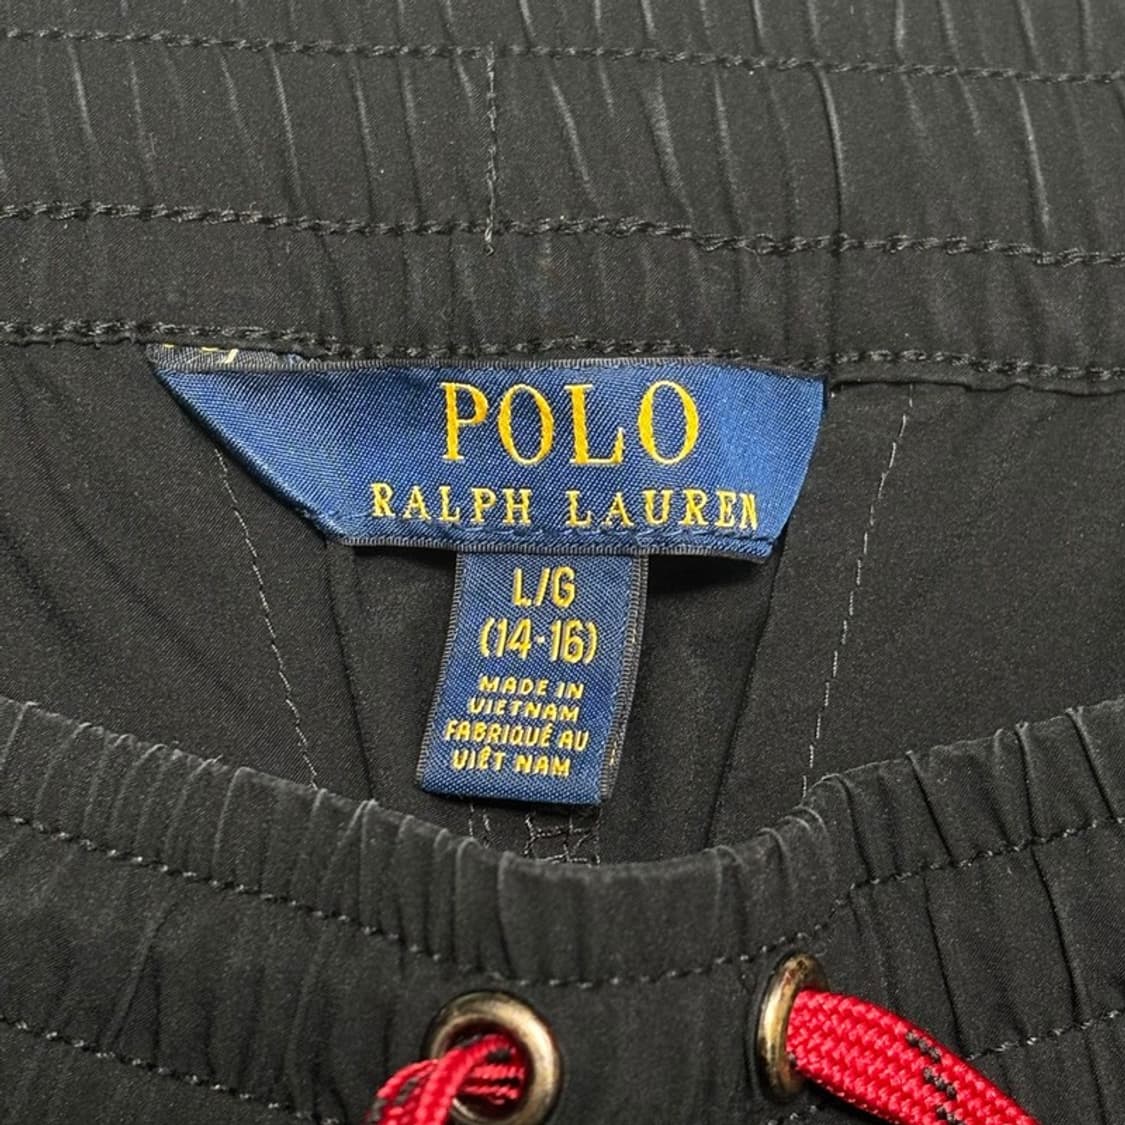 POLO
RALPH LAUREN
L/G
(14-16)
MADE IN
VIETNAM
FABRIQUÉ AU
VIÊT NAM